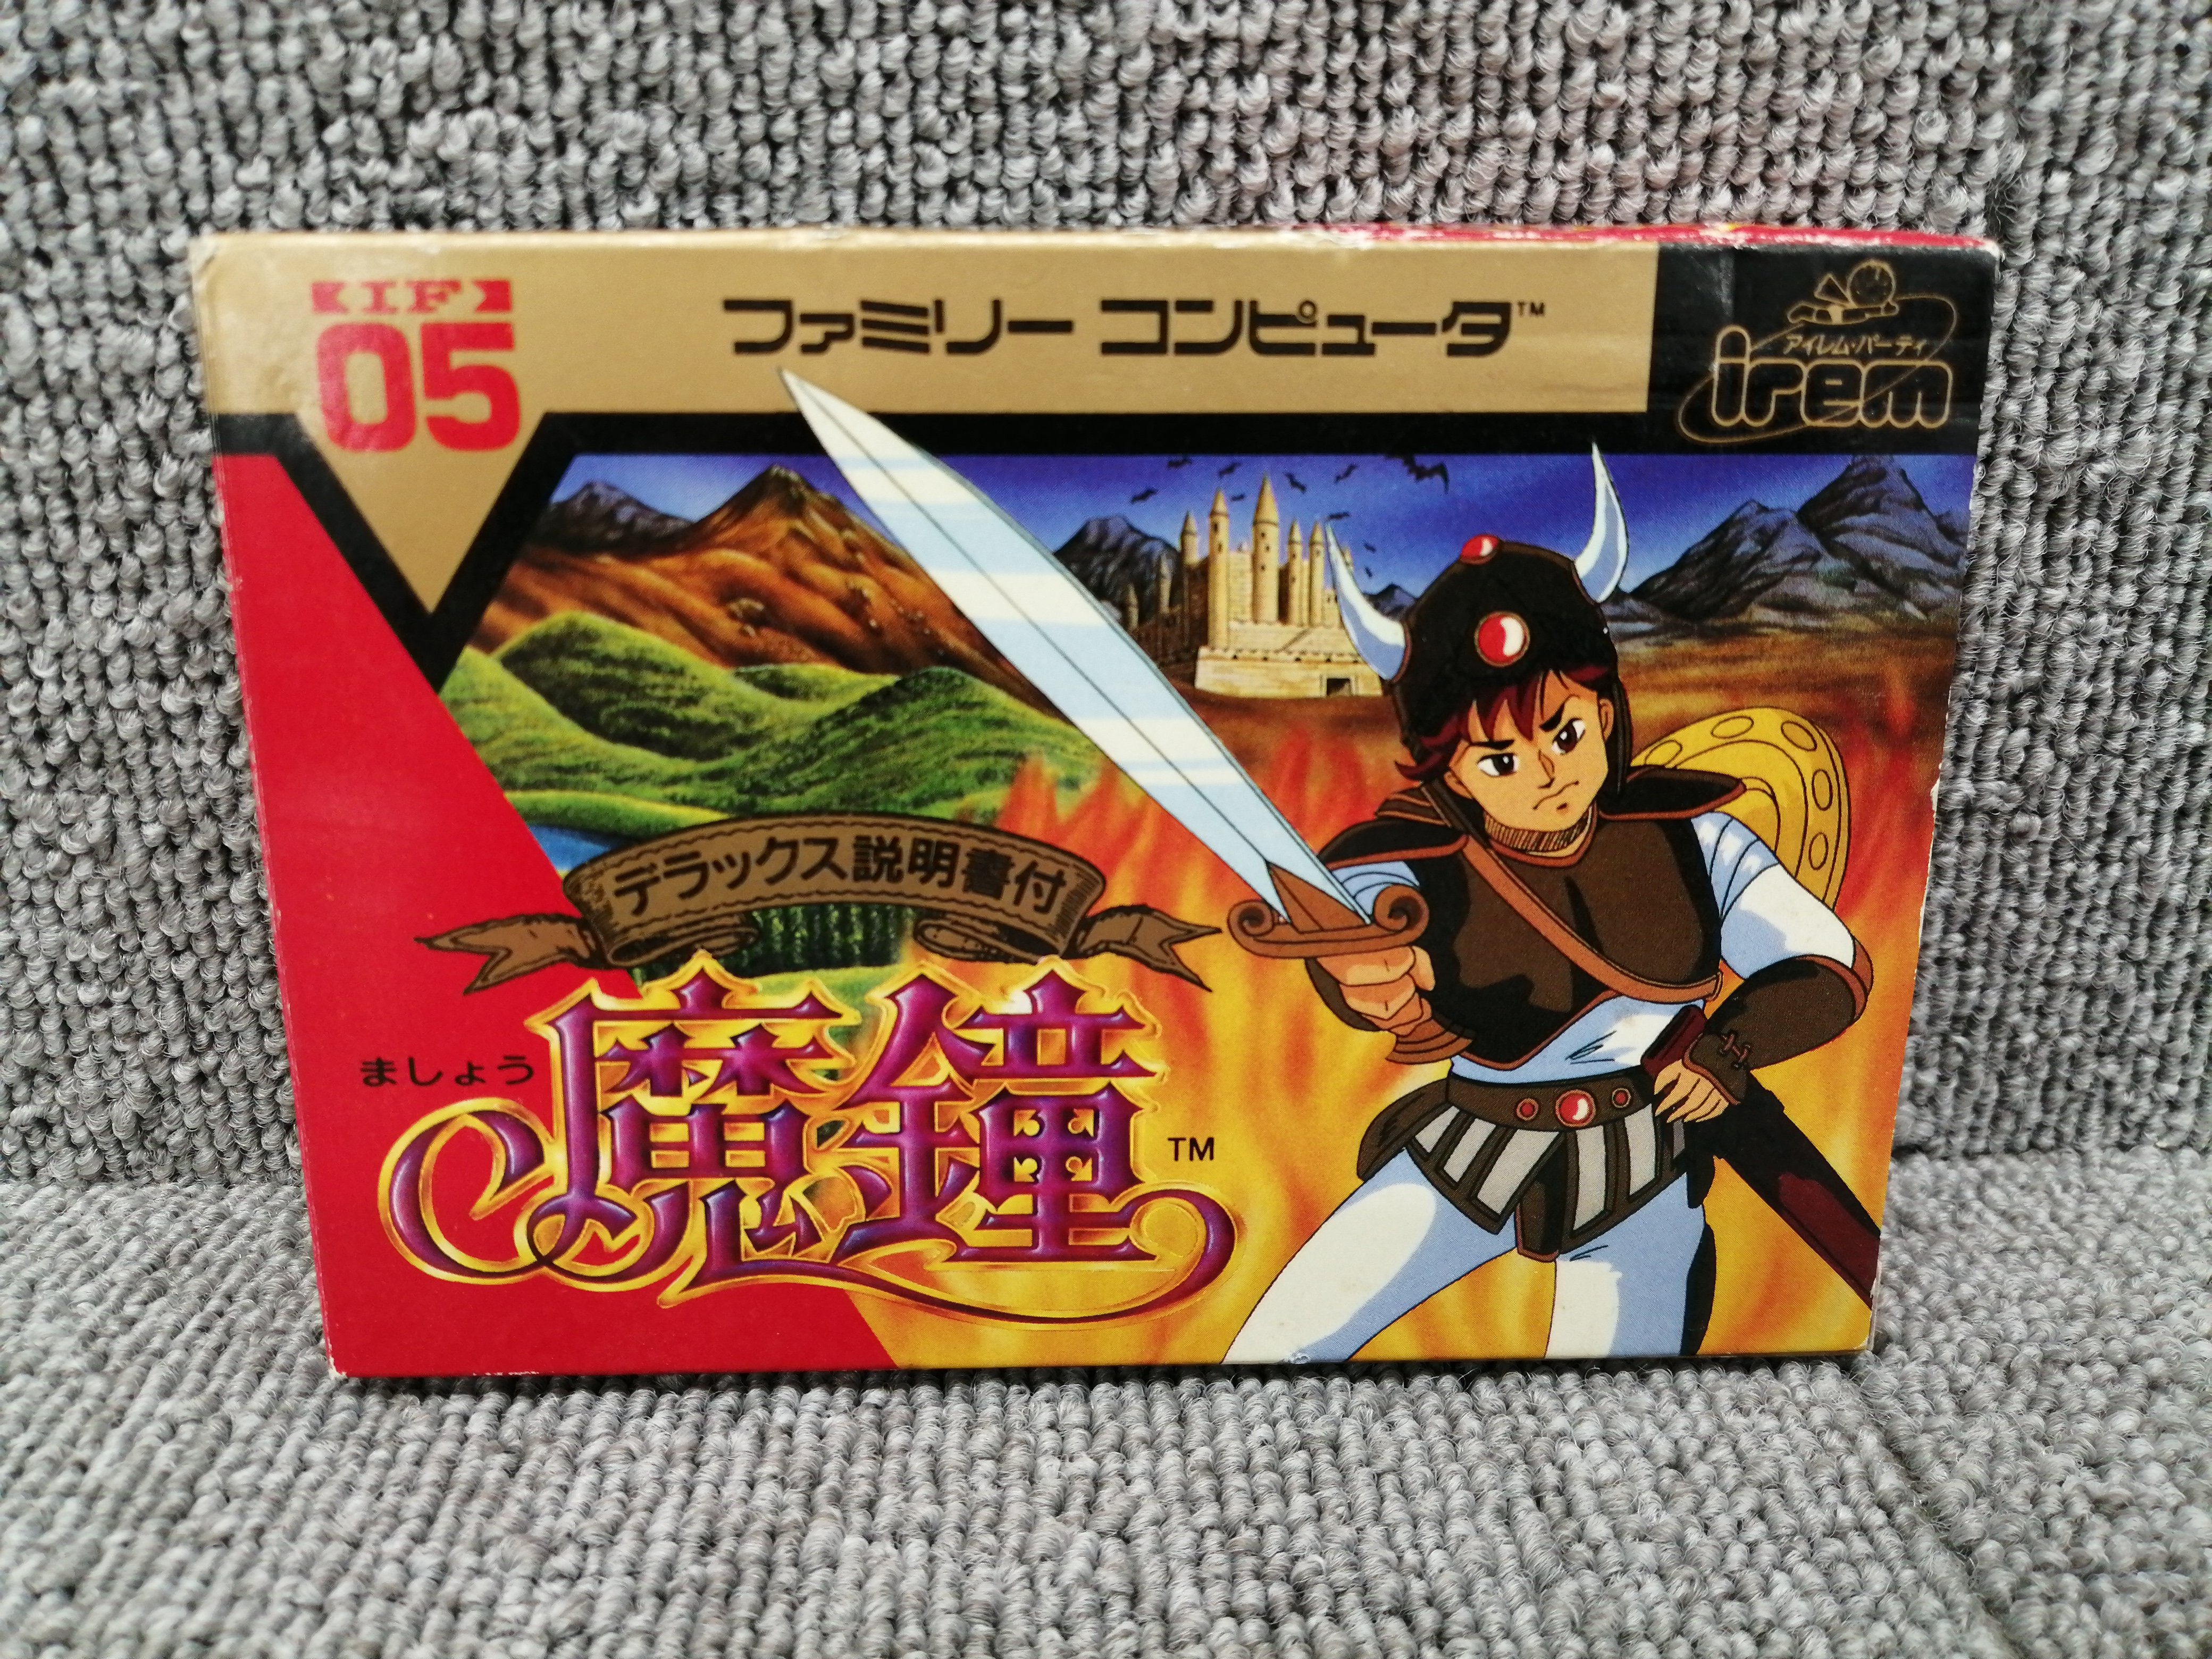 IF
05
ファミリー コンピュータ™
アイレム・パーティ
irem
デラックス説明書付
ましょう
魔鐘™